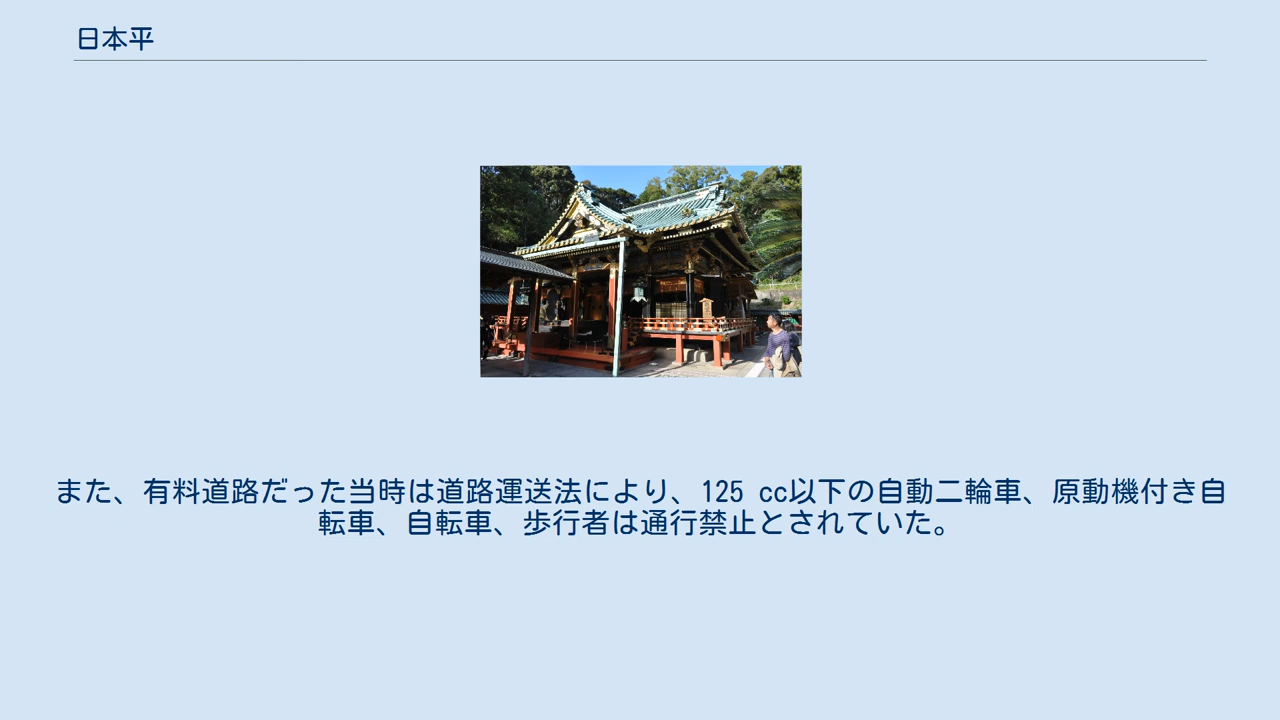 日本平
また、有料道路だった当時は道路運送法により、125 cc以下の自動二輪車、原動機付き自
転車、自転車、歩行者は通行禁止とされていた。